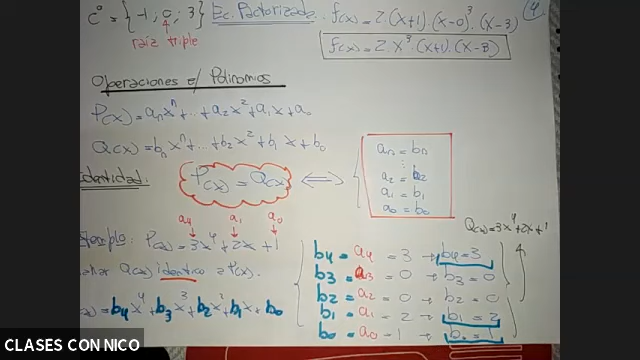 C° = { -1 ; 0 ; 3 } Ec. Factorizada: f(x) = 2 · (x+1) · (x-0)³ · (x-3)
raíz triple
f(x) = 2 · x³ · (x+1) · (x-3)
4
Operaciones e/ Polinomios
P(x) = aₙxⁿ + ... + a₂x² + a₁x + a₀
Q(x) = bₙxⁿ + ... + b₂x² + b₁x + b₀
Identidad:
P(x) = Q(x) ⟺
aₙ = bₙ
⋮
a₂ = b₂
a₁ = b₁
a₀ = b₀
a₄ a₁ a₀
Ejemplo: P(x) = 3x⁴ + 2x + 1
Q(x) identico a P(x).
b₄x⁴ + b₃x³ + b₂x² + b₁x + b₀
Q(x) = 3x⁴ + 2x + 1
b₄ = a₄ = 3 → b₄ = 3
b₃ = a₃ = 0 → b₃ = 0
b₂ = a₂ = 0 → b₂ = 0
b₁ = a₁ = 2 → b₁ = 2
b₀ = a₀ = 1 → b₀ = 1
CLASES CON NICO